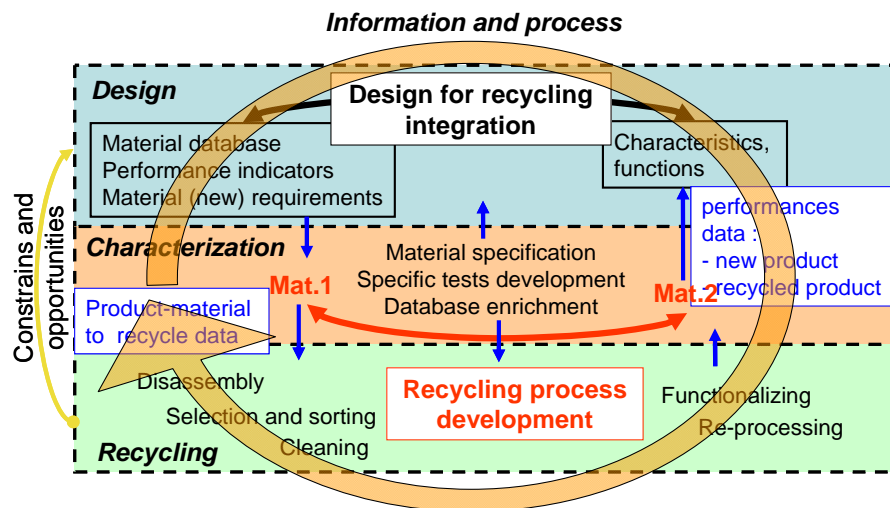 Information and process
Design
Design for recycling
integration
Material database
Performance indicators
Material (new) requirements
Characteristics,
functions
Constrains and
opportunities
performances
data :
- new product
- recycled product
Characterization
Material specification
Specific tests development
Database enrichment
Mat.1
Mat.2
Product-material
to recycle data
Disassembly
Selection and sorting
Cleaning
Recycling
Recycling process
development
Functionalizing
Re-processing